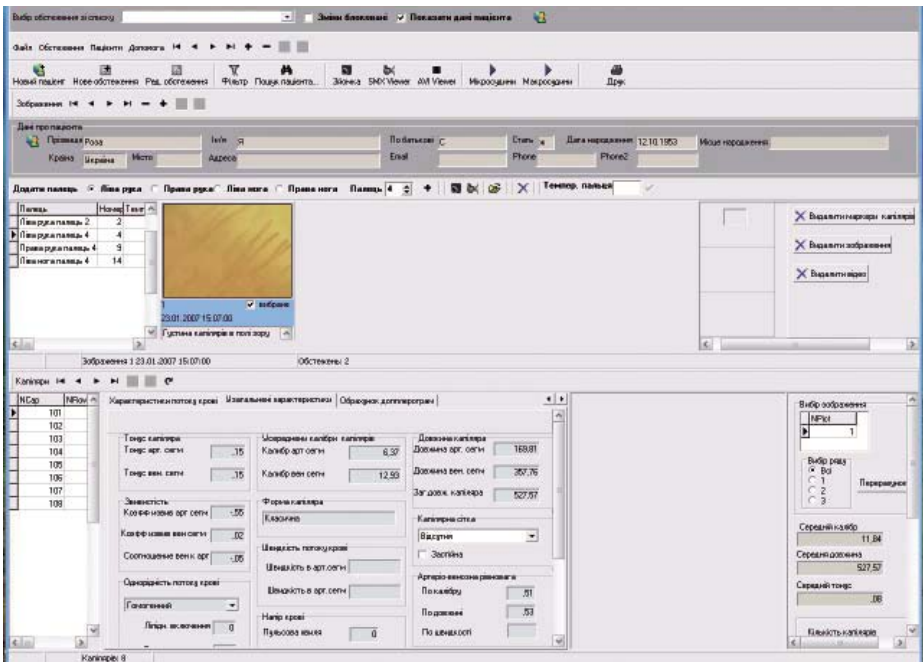 Вибір обстеження зі списку Зміни блоковані Показати дані пацієнта
Файл Обстеження Пацієнти Допомога
Новий пацієнт Нове обстеження Ред. обстеження Фільтр Пошук пацієнта... Зйомка SMX Viewer AVI Viewer Мікросудини Макросудини Друк
Зображення
Дані про пацієнта
Прізвище Роза Ім'я Я По батькові С Стать ж Дата народження 12.10.1953 Місце народження
Країна Україна Місто Адреса Email Phone Phone2
Додати палець Ліва рука Права рука Ліва нога Права нога Палець 4 Темпер. пальця
Палець Номер Темп
Ліва рука палець 2 2
Ліва рука палець 4 4
Права рука палець 4 9
Ліва нога палець 4 14
1 вибране
23.01.2007 15:07:00
Густина капілярів в полі зору
Видалити маркери капілярів
Видалити зображення
Видалити відео
Зображення 1 23.01.2007 15:07:00 Обстежень: 2
Капіляри
NCap NRow
101
102
103
104
105
106
107
108
Характеристики потоку крові Узагальнені характеристики Обрахунок доплерограм
Тонус капіляра
Тонус арт. сегм .15
Тонус вен. сегм .15
Звивистість
Коефф извив арт сегм -.55
Коефф извив вен сегм .02
Соотношение вен к арт -.05
Однорідність потоку крові
Гомогенний
Ліпідн. включення 0
Усереднені калібри капілярів
Калібр арт сегм 6,37
Калібр вен сегм 12,93
Форма капіляра
Класична
Швидкість потоку крові
Швидкість в арт.сегм
Швидкість в арт.сегм
Напір крові
Пульсова хвиля 0
Довжина капіляра
Довжина арт. сегм 169,81
Довжина вен. сегм 357,76
Заг довж. капіляра 527,57
Капілярна сітка
Відсутня
Застійна
Артеріо-венозна рівновага
По калібру .51
По довжині .53
По швидкості
Вибір зображення
NPict
1
Вибір ряду
Всі
1
2
3
Перерахунок
Середній калібр
11,84
Середня довжина
527,57
Середній тонус
.08
Кількість капілярів
Капілярів: 8